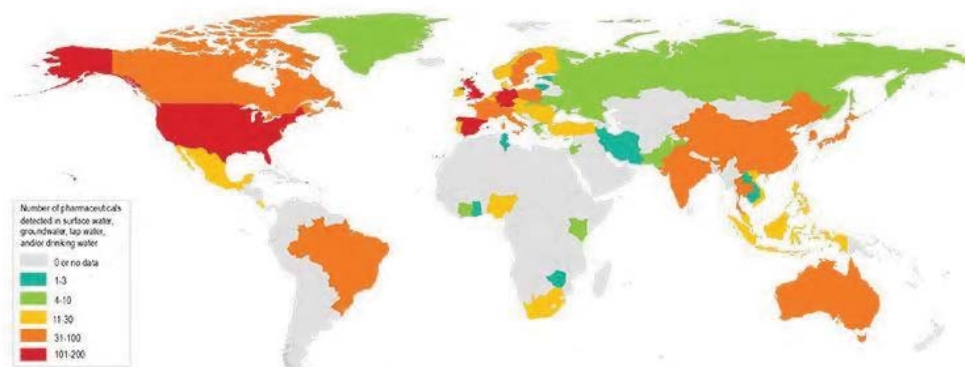 Number of pharmaceuticals
detected in surface water,
groundwater, tap water,
and/or drinking water
0 or no data
1-3
4-10
11-30
31-100
101-200